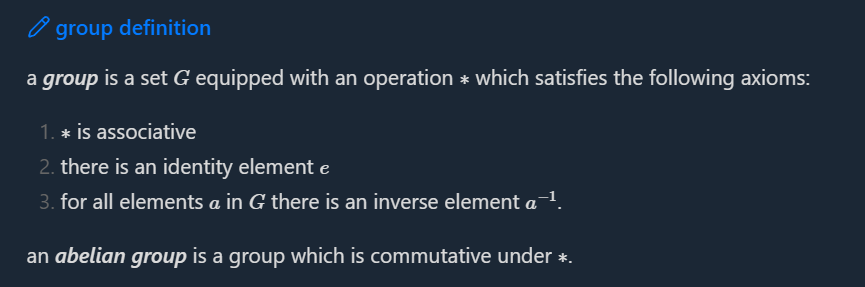 group definition
a group is a set G equipped with an operation * which satisfies the following axioms:
1. * is associative
2. there is an identity element e
3. for all elements a in G there is an inverse element a⁻¹.
an abelian group is a group which is commutative under *.